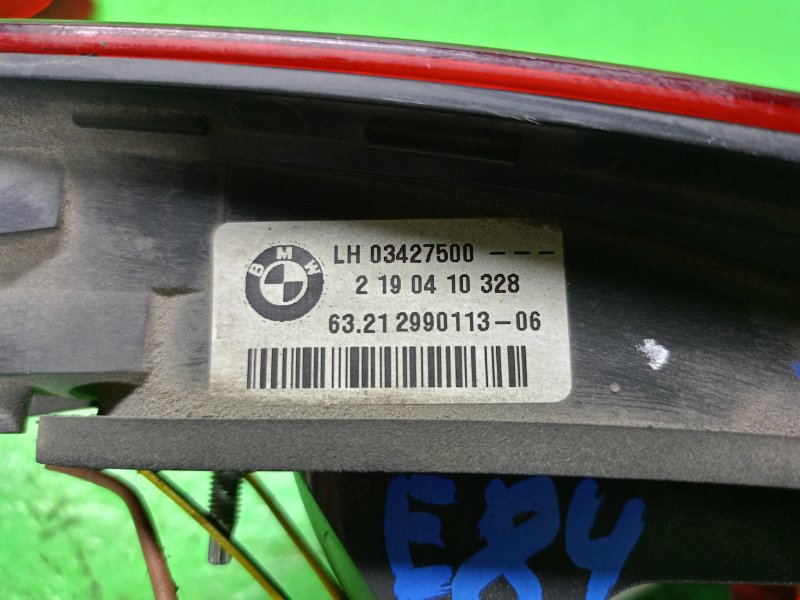 BMW
LH 03427500 ---
2 19 04 10 328
63.21 2990113-06
E84